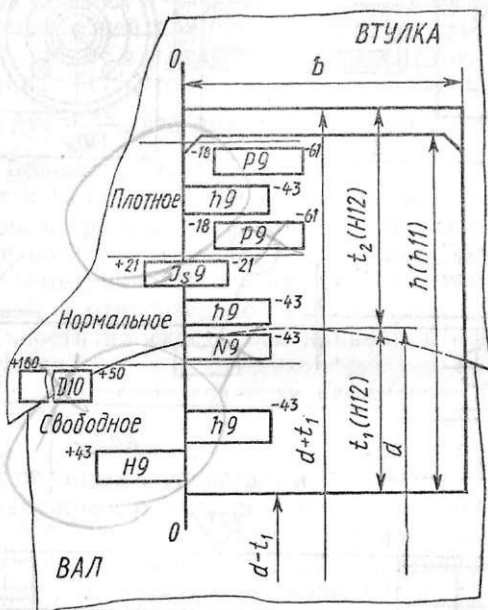 ВТУЛКА
0
b
-18 P9 -61
Плотное h9 -43
-18 P9 -61
+21 Js9 -21
Нормальное h9 -43
N9 -43
+160 D10 +50
Свободное h9 -43
+43 H9
0
ВАЛ
d-t₁
d+t₁
t₂(H12)
t₁(H12)
d
h(h11)